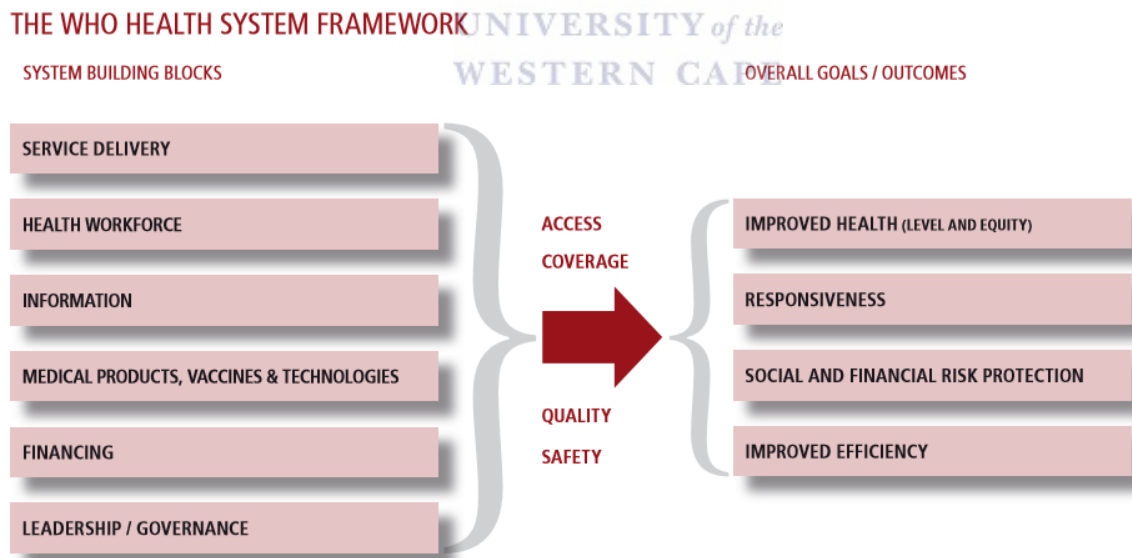 THE WHO HEALTH SYSTEM FRAMEWORK
UNIVERSITY of the
WESTERN CAPE
SYSTEM BUILDING BLOCKS
OVERALL GOALS / OUTCOMES
SERVICE DELIVERY
HEALTH WORKFORCE
INFORMATION
MEDICAL PRODUCTS, VACCINES & TECHNOLOGIES
FINANCING
LEADERSHIP / GOVERNANCE
ACCESS
COVERAGE
QUALITY
SAFETY
IMPROVED HEALTH (LEVEL AND EQUITY)
RESPONSIVENESS
SOCIAL AND FINANCIAL RISK PROTECTION
IMPROVED EFFICIENCY